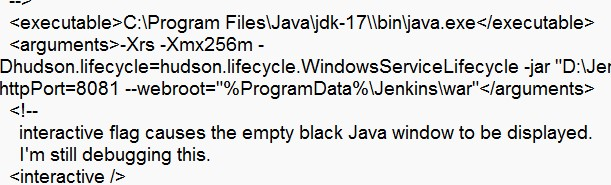 -->
<executable>C:\Program Files\Java\jdk-17\\bin\java.exe</executable>
<arguments>-Xrs -Xmx256m -
Dhudson.lifecycle=hudson.lifecycle.WindowsServiceLifecycle -jar "D:\Jer
httpPort=8081 --webroot="%ProgramData%\Jenkins\war"</arguments>
<!--
interactive flag causes the empty black Java window to be displayed.
I'm still debugging this.
<interactive />